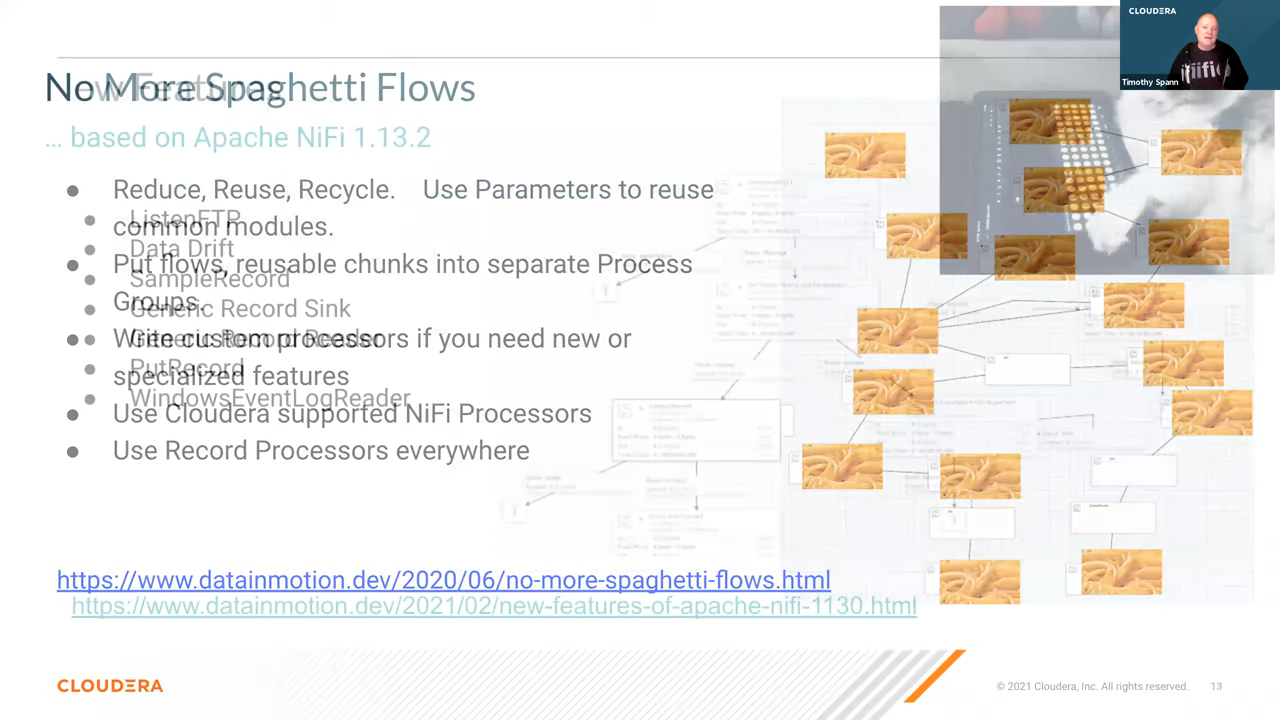 CLOUDERA
Timothy Spann
No More Spaghetti Flows
New Features
... based on Apache NiFi 1.13.2
● Reduce, Reuse, Recycle. Use Parameters to reuse
common modules.
● Put flows, reusable chunks into separate Process
Groups.
● Write custom processors if you need new or
specialized features
● Use Cloudera supported NiFi Processors
● Use Record Processors everywhere
● ListenFTP
● Data Drift
● SampleRecord
● Generic Record Sink
● Generic Record Reader
● PutRecord
● WindowsEventLogReader
https://www.datainmotion.dev/2020/06/no-more-spaghetti-flows.html
https://www.datainmotion.dev/2021/02/new-features-of-apache-nifi-1130.html
CLOUDERA
© 2021 Cloudera, Inc. All rights reserved. 13